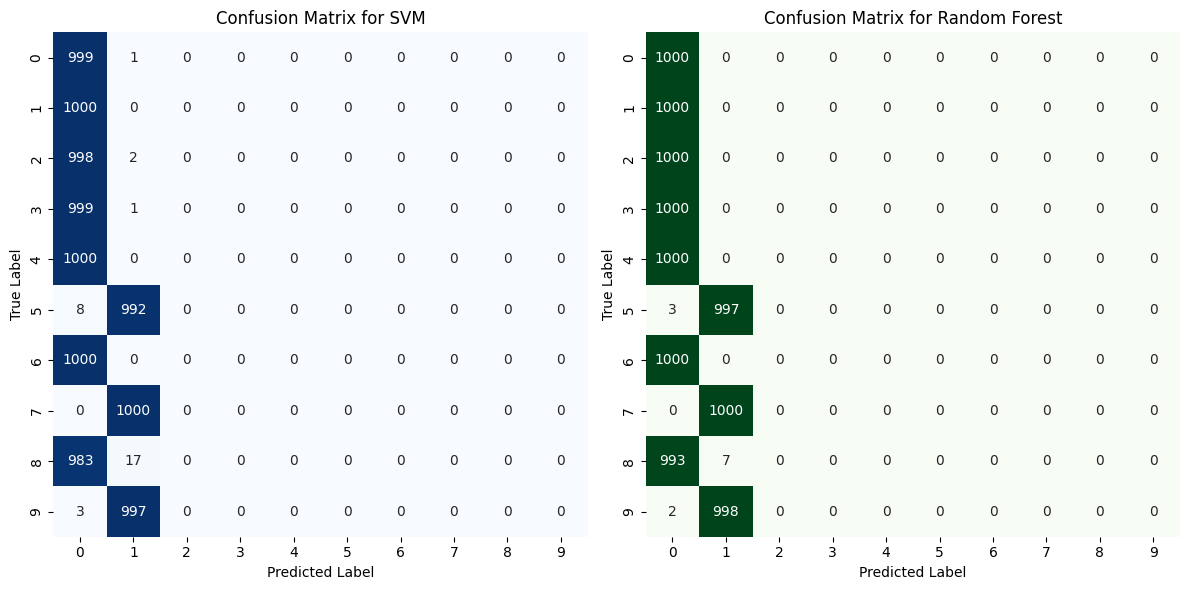 Confusion Matrix for SVM
0 999 1 0 0 0 0 0 0 0 0
1 1000 0 0 0 0 0 0 0 0 0
2 998 2 0 0 0 0 0 0 0 0
3 999 1 0 0 0 0 0 0 0 0
4 1000 0 0 0 0 0 0 0 0 0
5 8 992 0 0 0 0 0 0 0 0
6 1000 0 0 0 0 0 0 0 0 0
7 0 1000 0 0 0 0 0 0 0 0
8 983 17 0 0 0 0 0 0 0 0
9 3 997 0 0 0 0 0 0 0 0
0 1 2 3 4 5 6 7 8 9
True Label
Predicted Label
Confusion Matrix for Random Forest
0 1000 0 0 0 0 0 0 0 0 0
1 1000 0 0 0 0 0 0 0 0 0
2 1000 0 0 0 0 0 0 0 0 0
3 1000 0 0 0 0 0 0 0 0 0
4 1000 0 0 0 0 0 0 0 0 0
5 3 997 0 0 0 0 0 0 0 0
6 1000 0 0 0 0 0 0 0 0 0
7 0 1000 0 0 0 0 0 0 0 0
8 993 7 0 0 0 0 0 0 0 0
9 2 998 0 0 0 0 0 0 0 0
0 1 2 3 4 5 6 7 8 9
True Label
Predicted Label